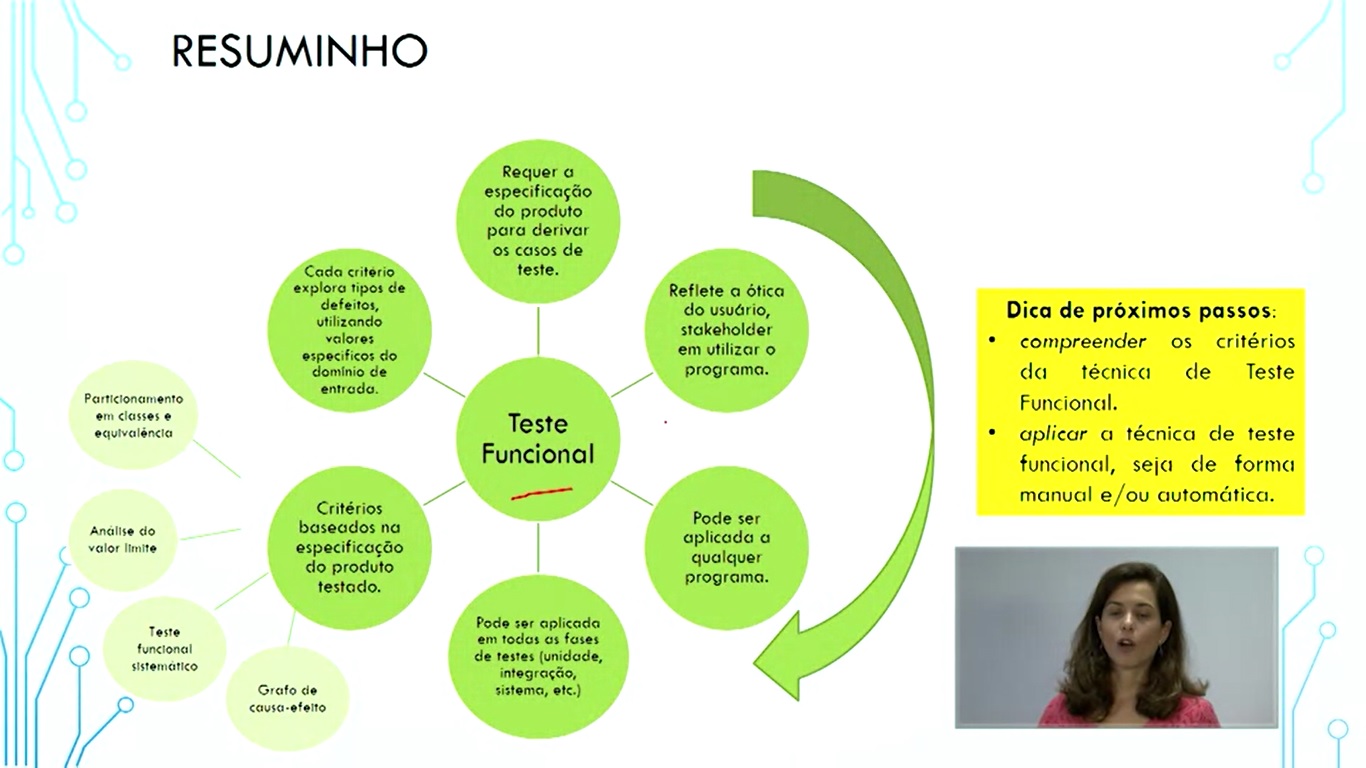 RESUMINHO
Requer a
especificação
do produto
para derivar
os casos de
teste.
Reflete a ótica
do usuário,
stakeholder
em utilizar o
programa.
Pode ser
aplicada a
qualquer
programa.
Pode ser aplicada
em todas as fases
de testes (unidade,
integração,
sistema, etc.)
Critérios
baseados na
especificação
do produto
testado.
Cada critério
explora tipos de
defeitos,
utilizando
valores
específicos do
domínio de
entrada.
Teste
Funcional
Particionamento
em classes e
equivalência
Análise do
valor limite
Teste
funcional
sistemático
Grafo de
causa-efeito
Dica de próximos passos:
• compreender os critérios
da técnica de Teste
Funcional.
• aplicar a técnica de teste
funcional, seja de forma
manual e/ou automática.